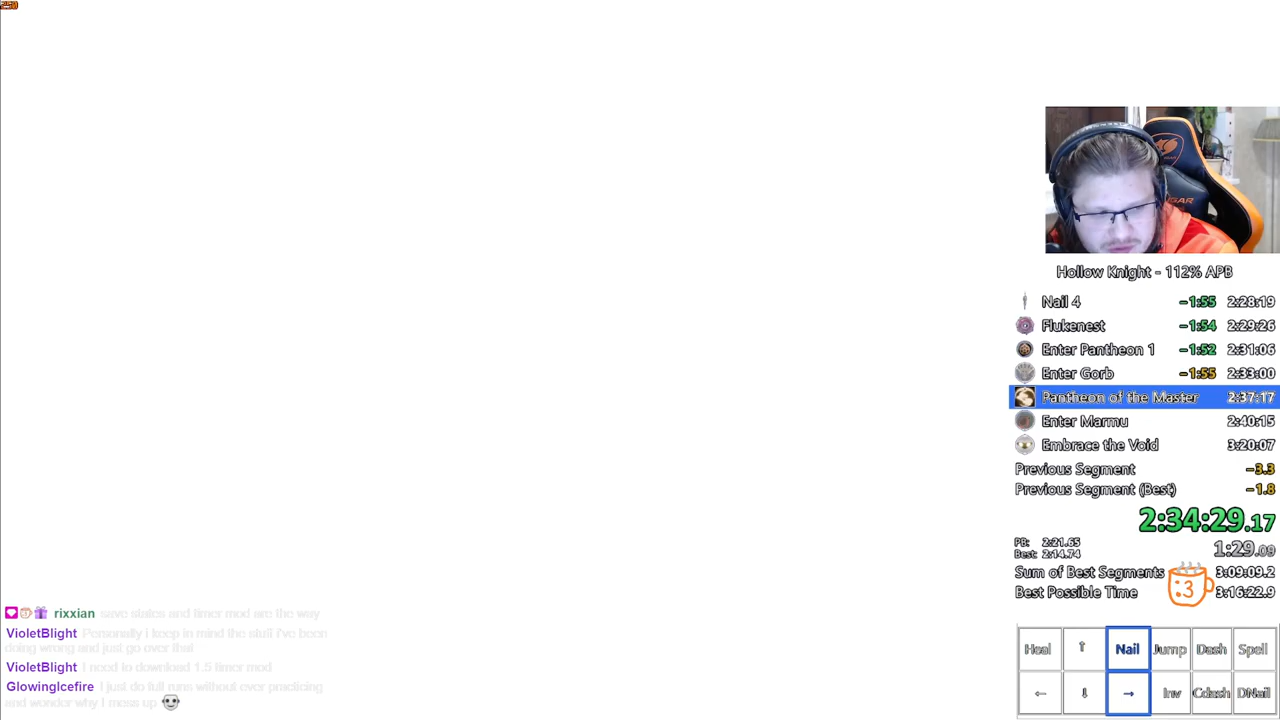 Hollow Knight - 112% APB
Nail 4 -1:55 2:28:19
Flukenest -1:54 2:29:26
Enter Pantheon 1 -1:52 2:31:06
Enter Gorb -1:55 2:33:00
Pantheon of the Master 2:37:17
Enter Marmu 2:40:15
Embrace the Void 3:20:07
Previous Segment -3.3
Previous Segment (Best) -1.8
2:34:29.17
PB: 2:21.65
Best: 2:14.74
1:29.09
Sum of Best Segments 3:09:09.2
Best Possible Time 3:16:22.9
:3
rixxian save states and timer mod are the way
VioletBlight Personally i keep in mind the stuff i've been
doing wrong and just go over that
VioletBlight I need to download 1.5 timer mod
GlowingIcefire I just do full runs without ever practicing
and wonder why I mess up
Heal ↑ Nail Jump Dash Spell
← ↓ → Inv Cdash DNail